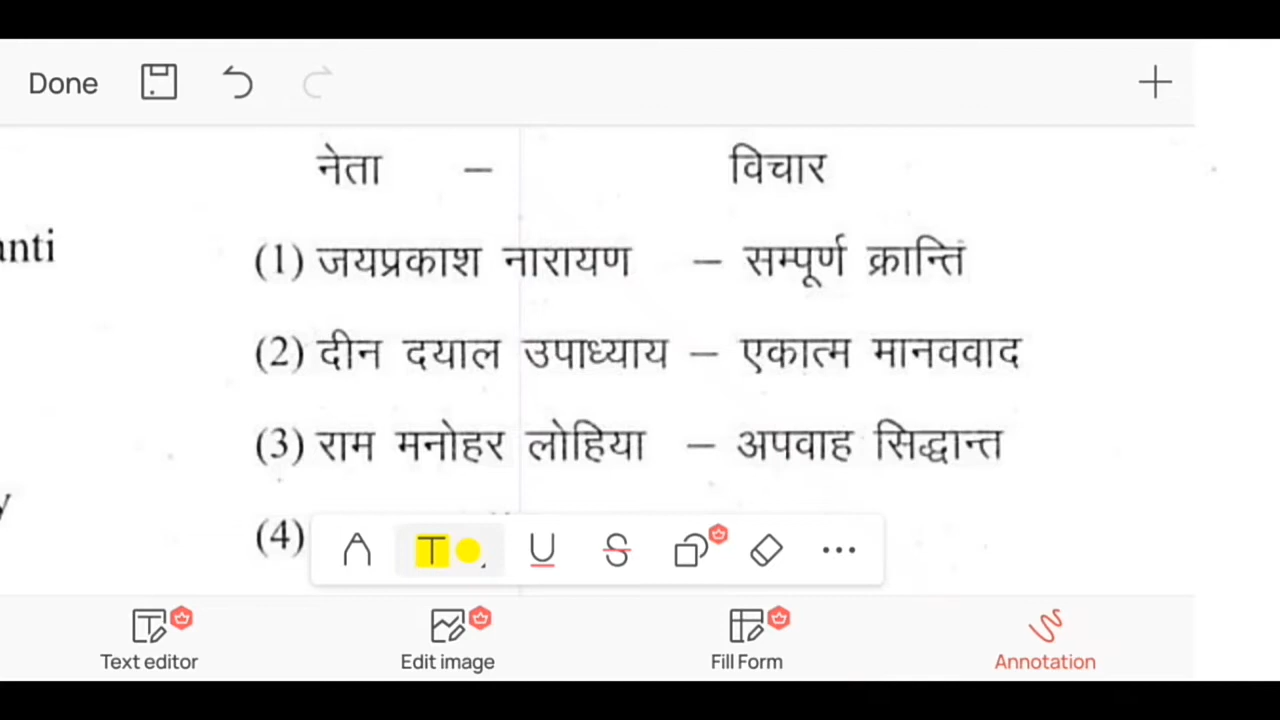 Done
नेता – विचार
anti
(1) जयप्रकाश नारायण – सम्पूर्ण क्रान्ति
(2) दीन दयाल उपाध्याय – एकात्म मानववाद
(3) राम मनोहर लोहिया – अपवाह सिद्धान्त
y
(4)
T U S
Text editor Edit image Fill Form Annotation